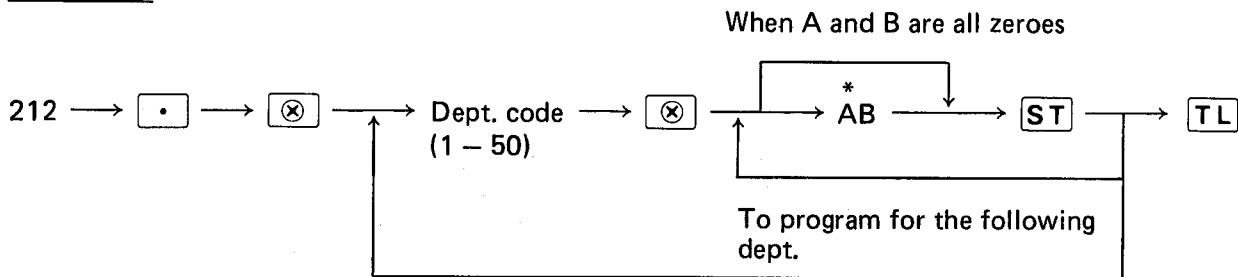 When A and B are all zeroes
212 → • → ⊗ → Dept. code → ⊗ → * AB → ST → TL
(1 – 50)
To program for the following
dept.